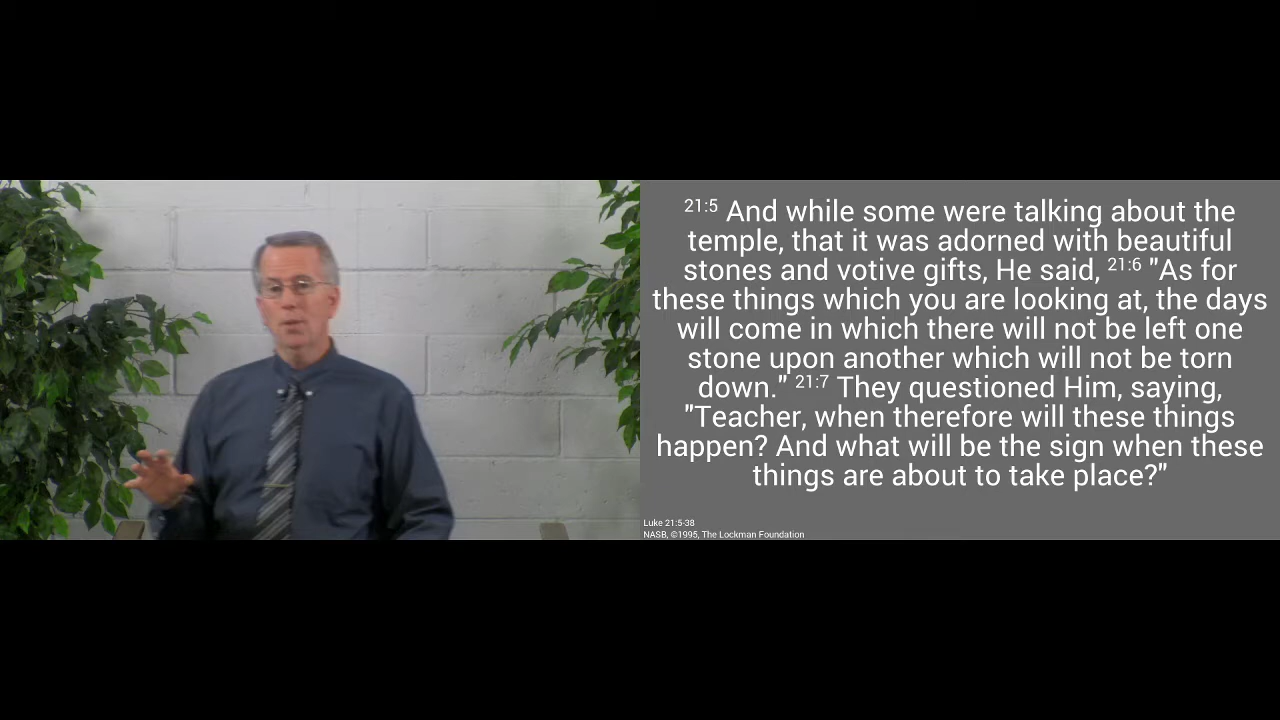 21:5 And while some were talking about the
temple, that it was adorned with beautiful
stones and votive gifts, He said, 21:6 "As for
these things which you are looking at, the days
will come in which there will not be left one
stone upon another which will not be torn
down." 21:7 They questioned Him, saying,
"Teacher, when therefore will these things
happen? And what will be the sign when these
things are about to take place?"
Luke 21:5-38
NASB, ©1995, The Lockman Foundation